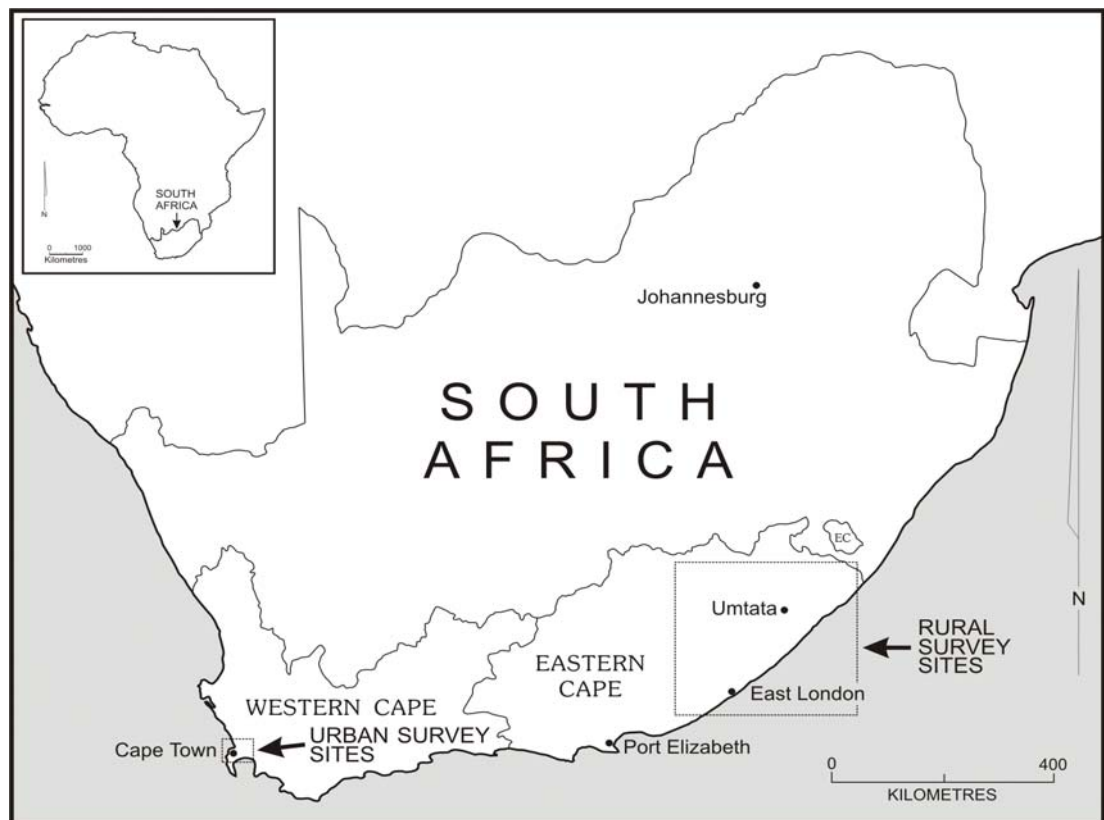 SOUTH
AFRICA
N
0 1000
Kilometres
Johannesburg
SOUTH
AFRICA
EC
Umtata
N
RURAL
SURVEY
SITES
EASTERN
CAPE
East London
WESTERN CAPE
URBAN SURVEY
SITES
Cape Town
Port Elizabeth
0 400
KILOMETRES